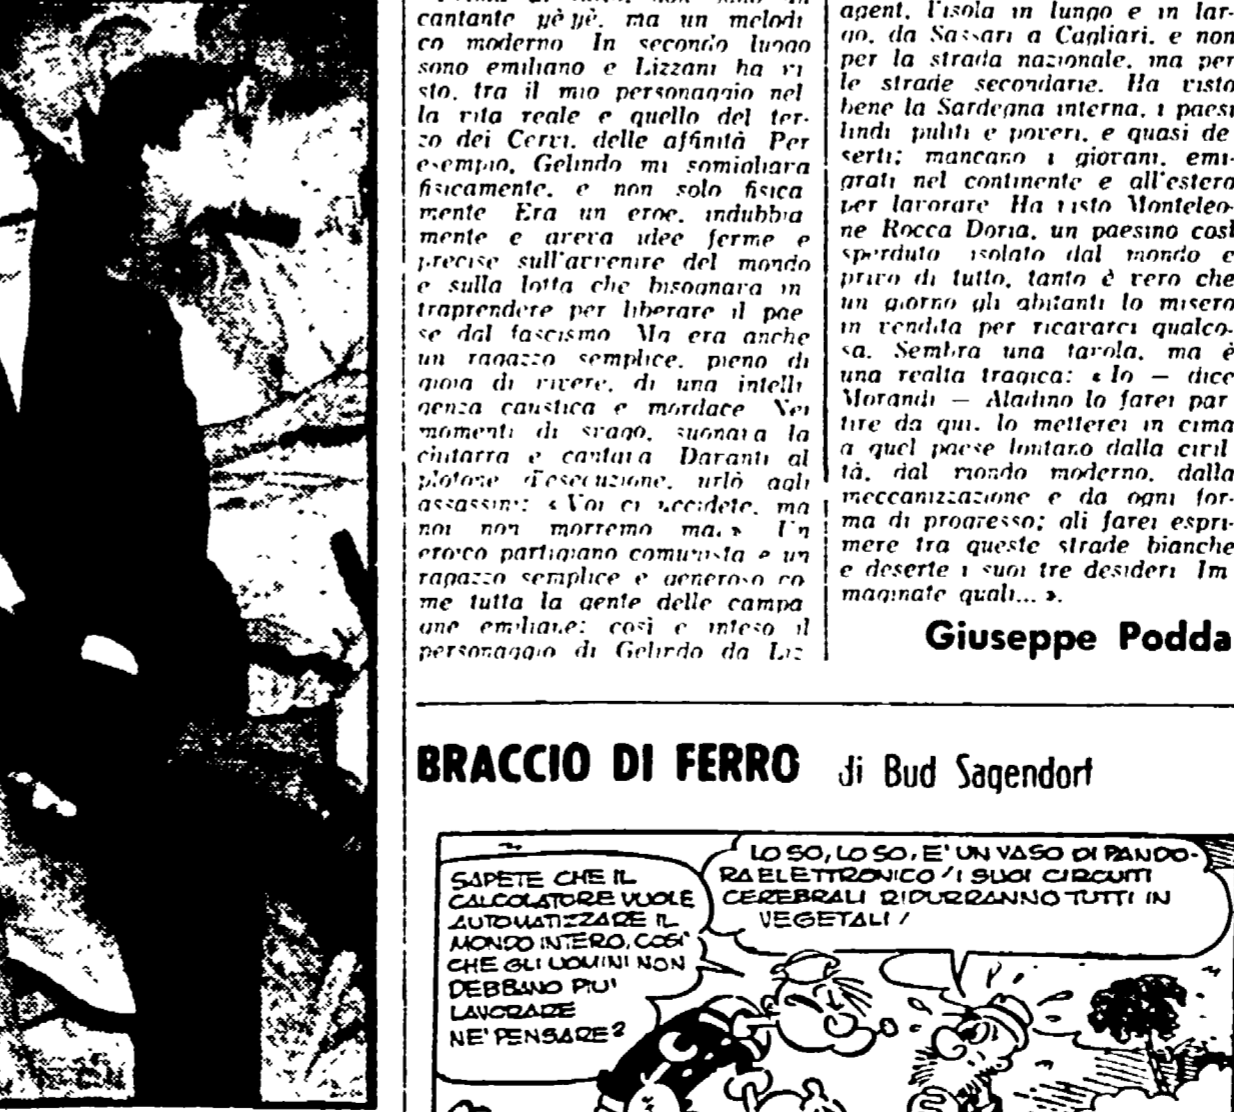 cantante yèyè. ma un melodi
co moderno In secondo luogo
sono emiliano e Lizzani ha vi
sto, tra il mio personaggio nel
la vita reale e quello del ter-
zo dei Cervi, delle affinità Per
esempio, Gelindo mi somigliava
fisicamente, e non solo fisica
mente Era un eroe, indubbia
mente e aveva idee ferme e
precise sull'avvenire del mondo
e sulla lotta che bisognava in
traprendere per liberare il pae
se dal fascismo Ma era anche
un ragazzo semplice, pieno di
gioia di vivere, di una intelli
genza caustica e mordace Nei
momenti di svago, suonava la
chitarra e cantava Davanti al
plotone d'esecuzione, urlò agli
assassini: « Voi ci uccidete, ma
noi non morremo mai » Un
eroico partigiano comunista e un
ragazzo semplice e generoso co
me tutta la gente delle campa
gne emiliane: così è inteso il
personaggio di Gelindo da Liz
agent, l'isola in lungo e in lar-
go, da Sassari a Cagliari, e non
per la strada nazionale, ma per
le strade secondarie. Ha visto
bene la Sardegna interna, i paesi
lindi puliti e poveri, e quasi de
serti; mancano i giovani, emi-
grati nel continente e all'estero
per lavorare Ha visto Monteleo-
ne Rocca Doria, un paesino così
sperduto isolato dal mondo e
privo di tutto, tanto è vero che
un giorno gli abitanti lo misero
in vendita per ricavarci qualco-
sa. Sembra una favola, ma è
una realtà tragica: « Io — dice
Morandi — Aladino lo farei par
tire da qui. Io metterei in cima
a quel paese lontano dalla civil
tà, dal mondo moderno, dalla
meccanizzazione e da ogni for-
ma di progresso; gli farei espri-
mere tra queste strade bianche
e deserte i suoi tre desideri Im
maginate quali... ».
Giuseppe Podda
BRACCIO DI FERRO di Bud Sagendorf
SAPETE CHE IL
CALCOLATORE VUOLE
AUTOMATIZZARE IL
MONDO INTERO, COSI'
CHE GLI UOMINI NON
DEBBANO PIU'
LAVORARE
NE' PENSARE?
LO SO, LO SO, E' UN VASO DI PANDO-
RA ELETTRONICO! I SUOI CIRCUITI
CEREBRALI RIDURRANNO TUTTI IN
VEGETALI!